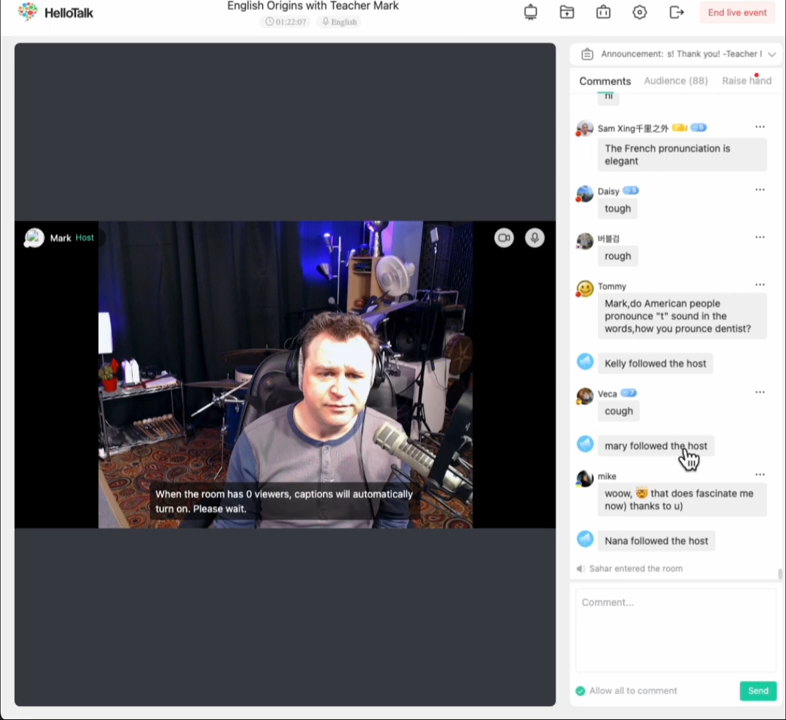 HelloTalk
English Origins with Teacher Mark
01:22:07 English
End live event
Announcement: s! Thank you! -Teacher
Comments Audience (88) Raise hand
hi
Sam Xing千里之外
The French pronunciation is
elegant
Daisy
tough
버블검
rough
Tommy
Mark,do American people
pronounce "t" sound in the
words,how you prounce dentist?
Kelly followed the host
Veca
cough
mary followed the host
mike
woow, 🤯 that does fascinate me
now) thanks to u)
Nana followed the host
Sahar entered the room
Comment...
Allow all to comment
Send
Mark Host
When the room has 0 viewers, captions will automatically
turn on. Please wait.